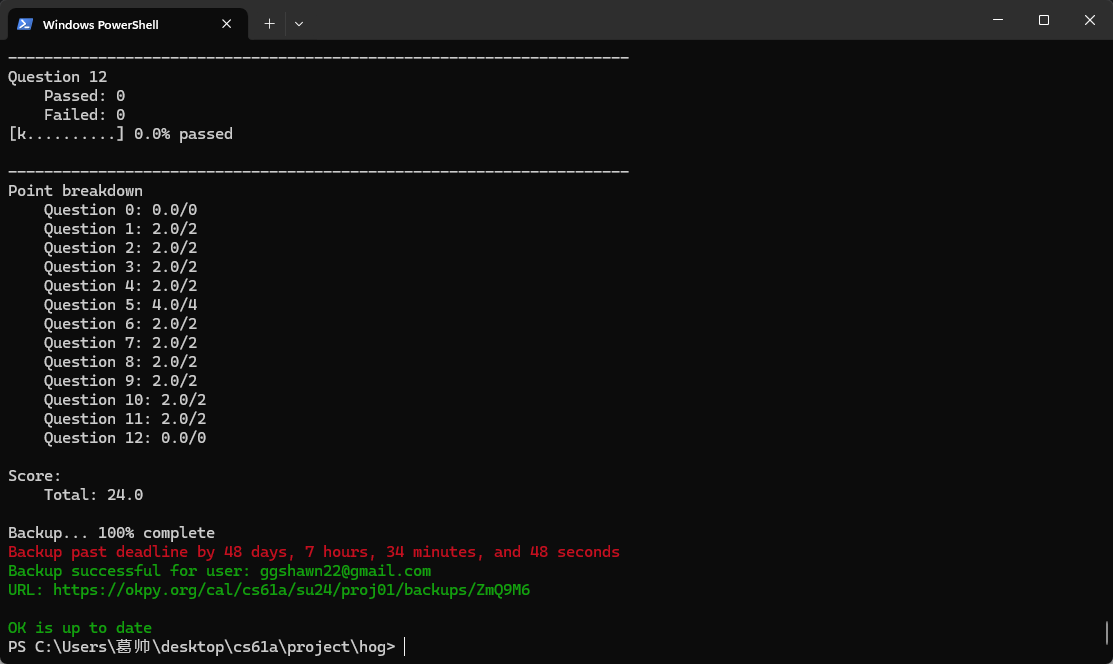 Windows PowerShell
---------------------------------------------------------------------
Question 12
    Passed: 0
    Failed: 0
[k..........] 0.0% passed

---------------------------------------------------------------------
Point breakdown
    Question 0: 0.0/0
    Question 1: 2.0/2
    Question 2: 2.0/2
    Question 3: 2.0/2
    Question 4: 2.0/2
    Question 5: 4.0/4
    Question 6: 2.0/2
    Question 7: 2.0/2
    Question 8: 2.0/2
    Question 9: 2.0/2
    Question 10: 2.0/2
    Question 11: 2.0/2
    Question 12: 0.0/0

Score:
    Total: 24.0

Backup... 100% complete
Backup past deadline by 48 days, 7 hours, 34 minutes, and 48 seconds
Backup successful for user: ggshawn22@gmail.com
URL: https://okpy.org/cal/cs61a/su24/proj01/backups/ZmQ9M6

OK is up to date
PS C:\Users\葛帅\desktop\cs61a\project\hog>